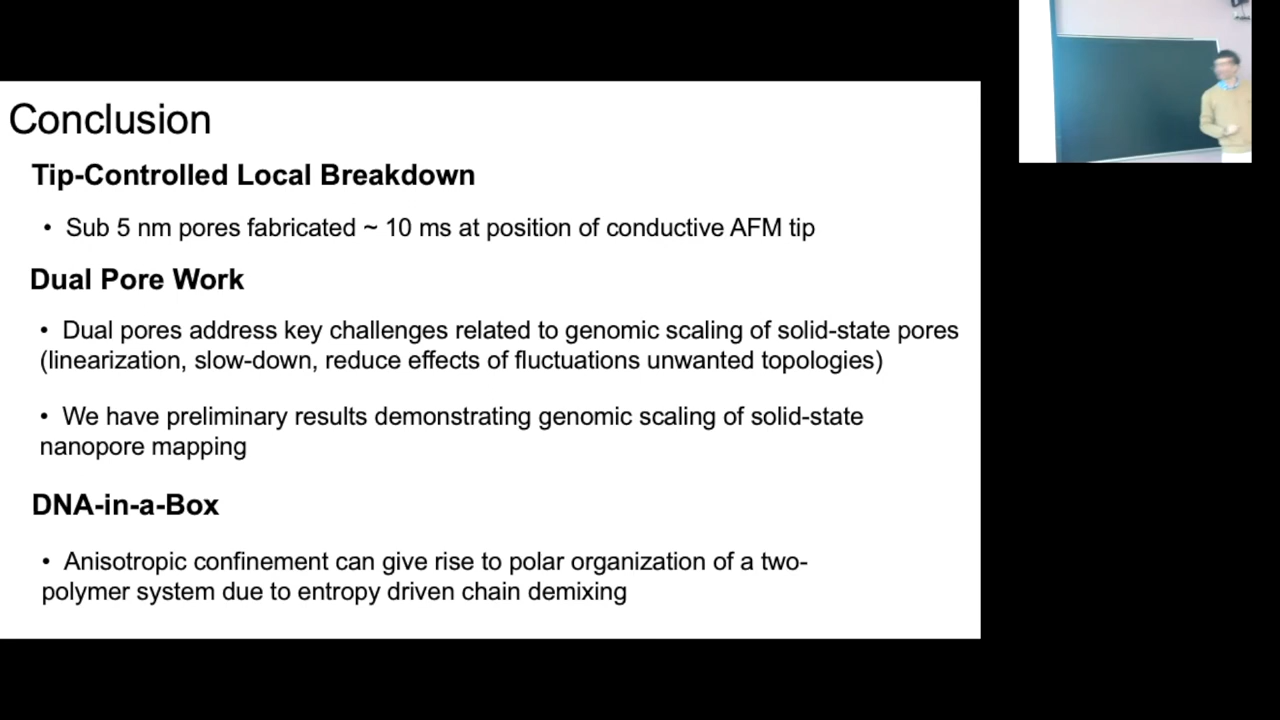 Conclusion
Tip-Controlled Local Breakdown
• Sub 5 nm pores fabricated ~ 10 ms at position of conductive AFM tip
Dual Pore Work
• Dual pores address key challenges related to genomic scaling of solid-state pores
(linearization, slow-down, reduce effects of fluctuations unwanted topologies)
• We have preliminary results demonstrating genomic scaling of solid-state
nanopore mapping
DNA-in-a-Box
• Anisotropic confinement can give rise to polar organization of a two-
polymer system due to entropy driven chain demixing